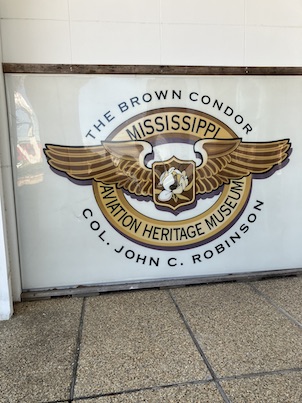 THE BROWN CONDOR
MISSISSIPPI
AVIATION HERITAGE MUSEUM
COL. JOHN C. ROBINSON